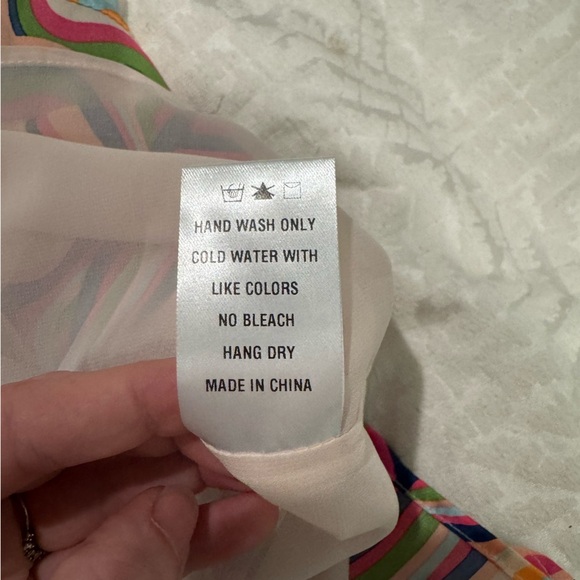 HAND WASH ONLY
COLD WATER WITH
LIKE COLORS
NO BLEACH
HANG DRY
MADE IN CHINA